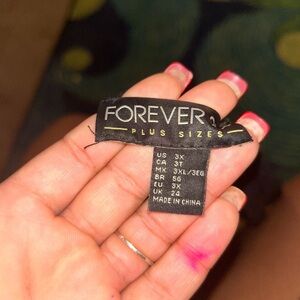 FOREVER
PLUS SIZES
US 3X
CA 3T
MX 3XL/3EG
BR 56
EU 3X
UK 24
MADE IN CHINA